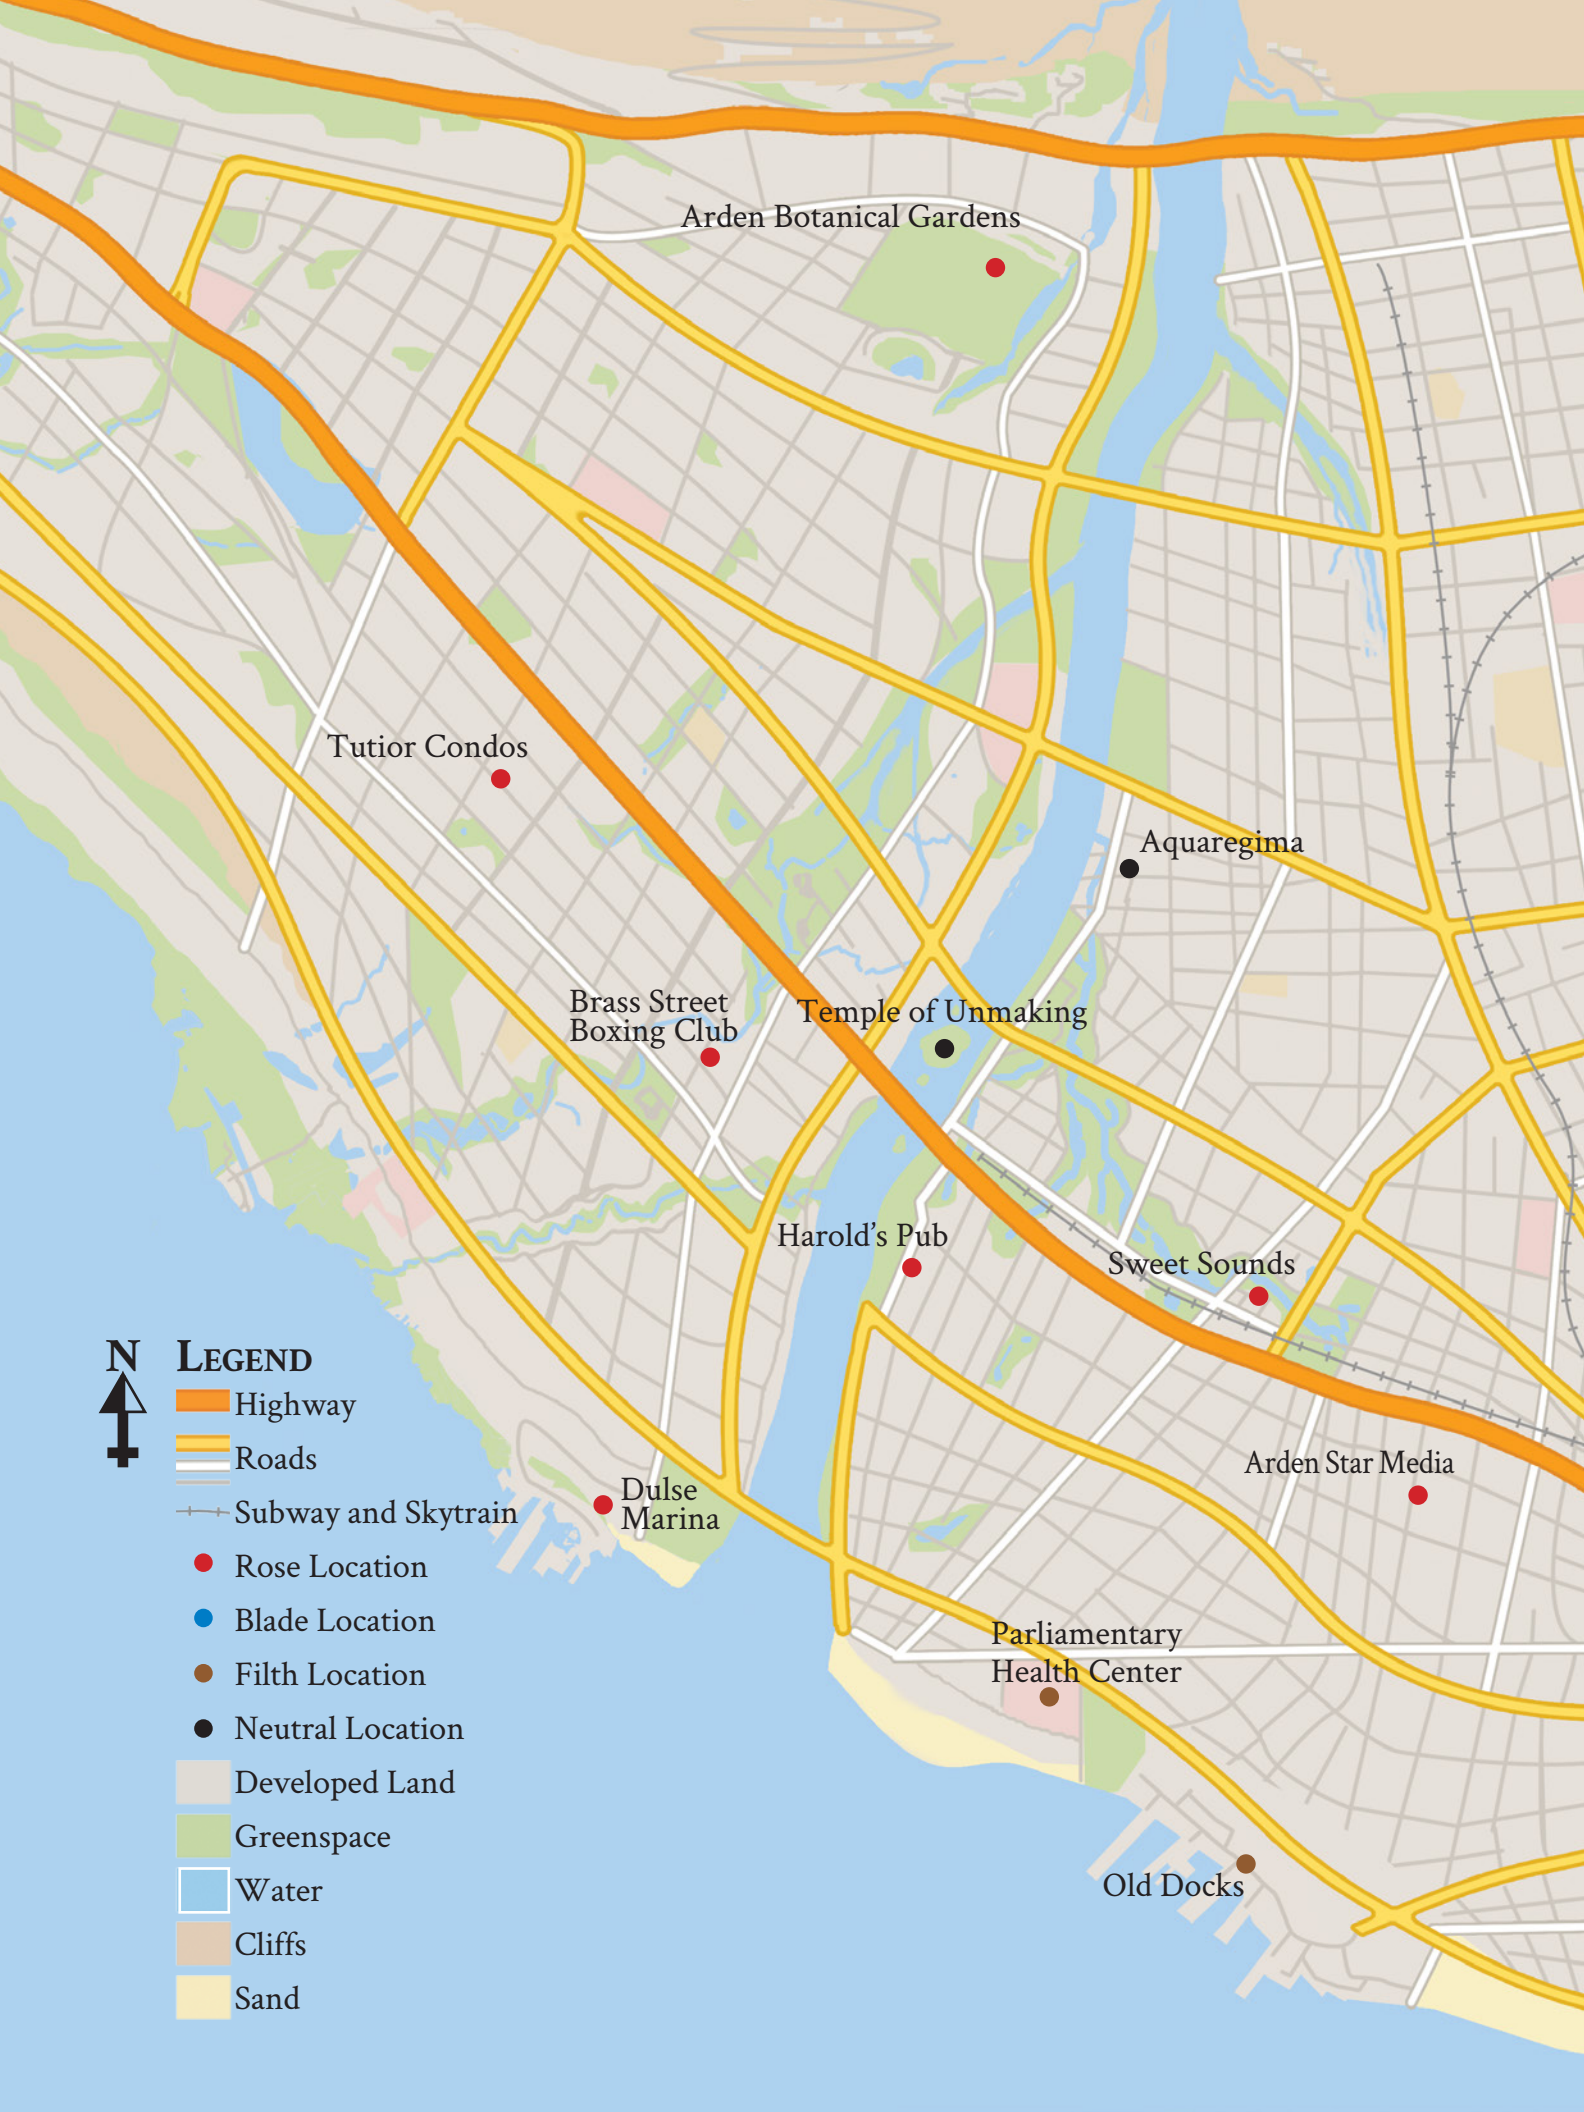 Arden Botanical Gardens
Tutior Condos
Aquaregima
Brass Street
Boxing Club
Temple of Unmaking
Harold's Pub
Sweet Sounds
Arden Star Media
Dulse
Marina
Parliamentary
Health Center
Old Docks
N
LEGEND
Highway
Roads
Subway and Skytrain
Rose Location
Blade Location
Filth Location
Neutral Location
Developed Land
Greenspace
Water
Cliffs
Sand